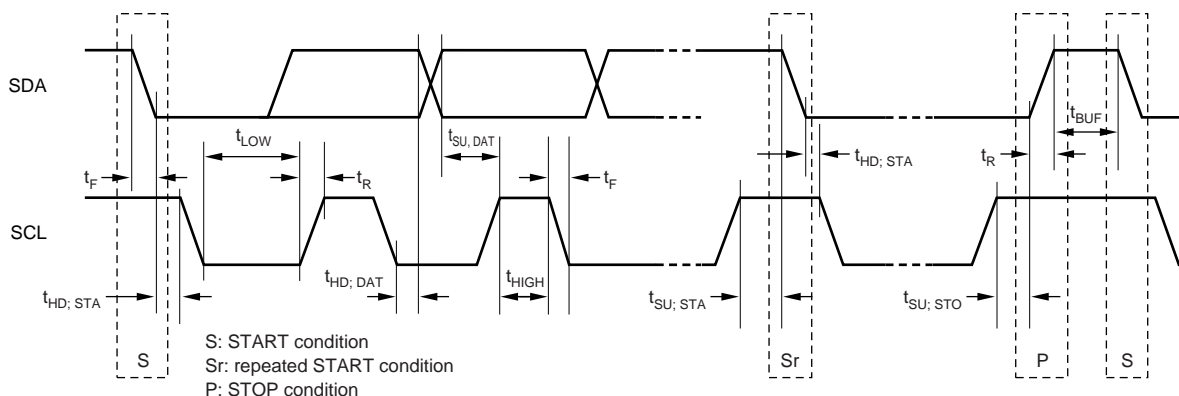 SDA
t_BUF
t_LOW
t_SU, DAT
t_HD; STA
t_R
t_F
t_R
t_F
SCL
t_HD; STA
t_HD; DAT
t_HIGH
t_SU; STA
t_SU; STO
S: START condition
Sr: repeated START condition
P: STOP condition
S
Sr
P
S